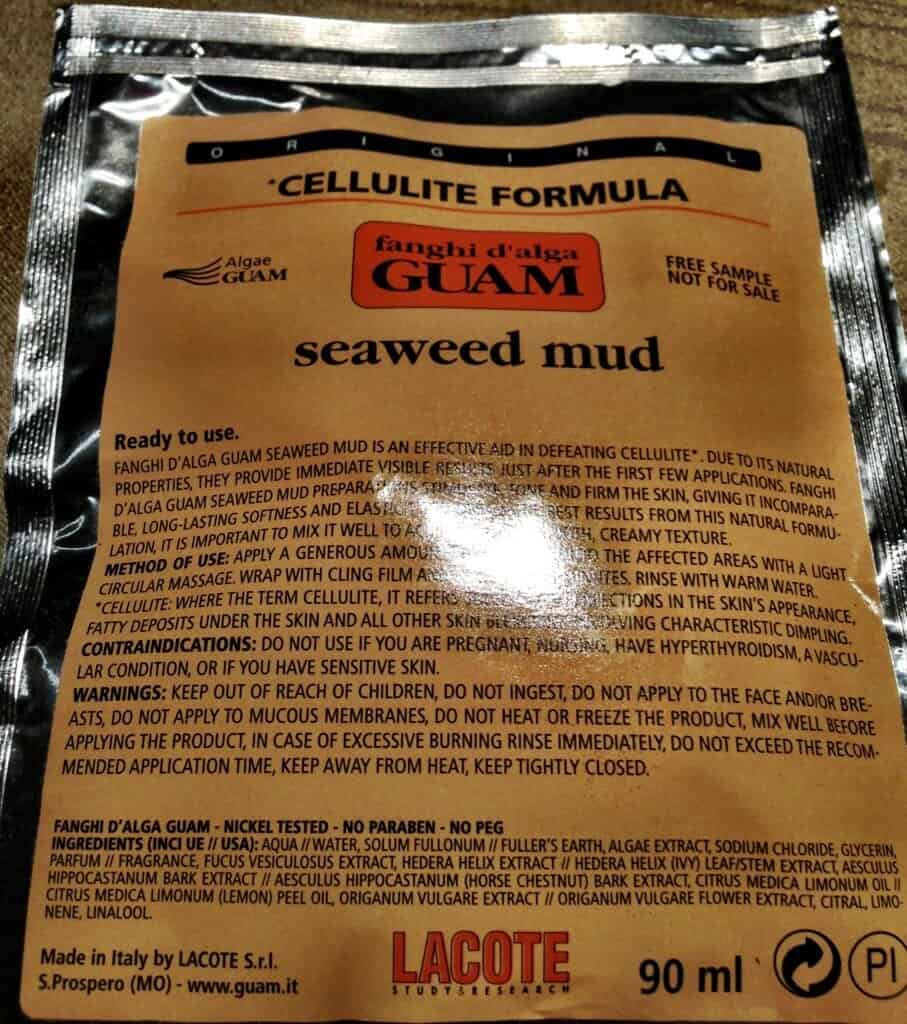 ORIGINAL
*CELLULITE FORMULA
Algae
GUAM
fanghi d'alga
GUAM
FREE SAMPLE
NOT FOR SALE
seaweed mud
Ready to use.
FANGHI D'ALGA GUAM SEAWEED MUD IS AN EFFECTIVE AID IN DEFEATING CELLULITE*. DUE TO ITS NATURAL
PROPERTIES, THEY PROVIDE IMMEDIATE VISIBLE RESULTS JUST AFTER THE FIRST FEW APPLICATIONS. FANGHI
D'ALGA GUAM SEAWEED MUD PREPARATIONS STIMULATE, TONE AND FIRM THE SKIN, GIVING IT INCOMPARA-
BLE, LONG-LASTING SOFTNESS AND BEST RESULTS FROM THIS NATURAL FORMU-
LATION, IT IS IMPORTANT TO MIX IT WELL TO CREAMY TEXTURE.
METHOD OF USE: APPLY A GENEROUS THE AFFECTED AREAS WITH A LIGHT
CIRCULAR MASSAGE. WRAP WITH CLING FILM RINSE WITH WARM WATER.
*CELLULITE: WHERE THE TERM CELLULITE, IT REFERS IN THE SKIN'S APPEARANCE,
FATTY DEPOSITS UNDER THE SKIN AND ALL OTHER SKIN CHARACTERISTIC DIMPLING.
CONTRAINDICATIONS: DO NOT USE IF YOU ARE PREGNANT, NURSING, HAVE HYPERTHYROIDISM, A VASCU-
LAR CONDITION, OR IF YOU HAVE SENSITIVE SKIN.
WARNINGS: KEEP OUT OF REACH OF CHILDREN, DO NOT INGEST, DO NOT APPLY TO THE FACE AND/OR BRE-
ASTS, DO NOT APPLY TO MUCOUS MEMBRANES, DO NOT HEAT OR FREEZE THE PRODUCT, MIX WELL BEFORE
APPLYING THE PRODUCT, IN CASE OF EXCESSIVE BURNING RINSE IMMEDIATELY, DO NOT EXCEED THE RECOM-
MENDED APPLICATION TIME, KEEP AWAY FROM HEAT, KEEP TIGHTLY CLOSED.
FANGHI D'ALGA GUAM - NICKEL TESTED - NO PARABEN - NO PEG
INGREDIENTS (INCI UE // USA): AQUA // WATER, SOLUM FULLONUM // FULLER'S EARTH, ALGAE EXTRACT, SODIUM CHLORIDE, GLYCERIN,
PARFUM // FRAGRANCE, FUCUS VESICULOSUS EXTRACT, HEDERA HELIX EXTRACT // HEDERA HELIX (IVY) LEAF/STEM EXTRACT, AESCULUS
HIPPOCASTANUM BARK EXTRACT // AESCULUS HIPPOCASTANUM (HORSE CHESTNUT) BARK EXTRACT, CITRUS MEDICA LIMONUM OIL //
CITRUS MEDICA LIMONUM (LEMON) PEEL OIL, ORIGANUM VULGARE EXTRACT // ORIGANUM VULGARE FLOWER EXTRACT, CITRAL, LIMO-
NENE, LINALOOL.
Made in Italy by LACOTE S.r.l.
S.Prospero (MO) - www.guam.it
LACOTE
STUDY & RESEARCH
90 ml
PI